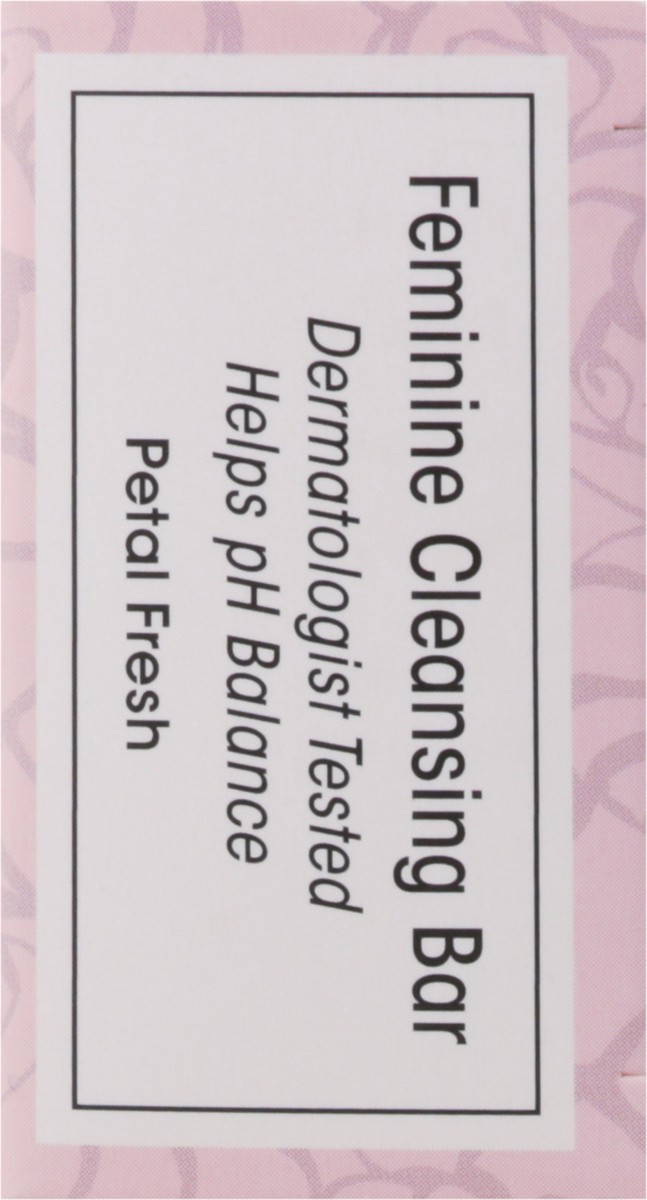 Feminine Cleansing Bar
Dermatologist Tested
Helps pH Balance
Petal Fresh